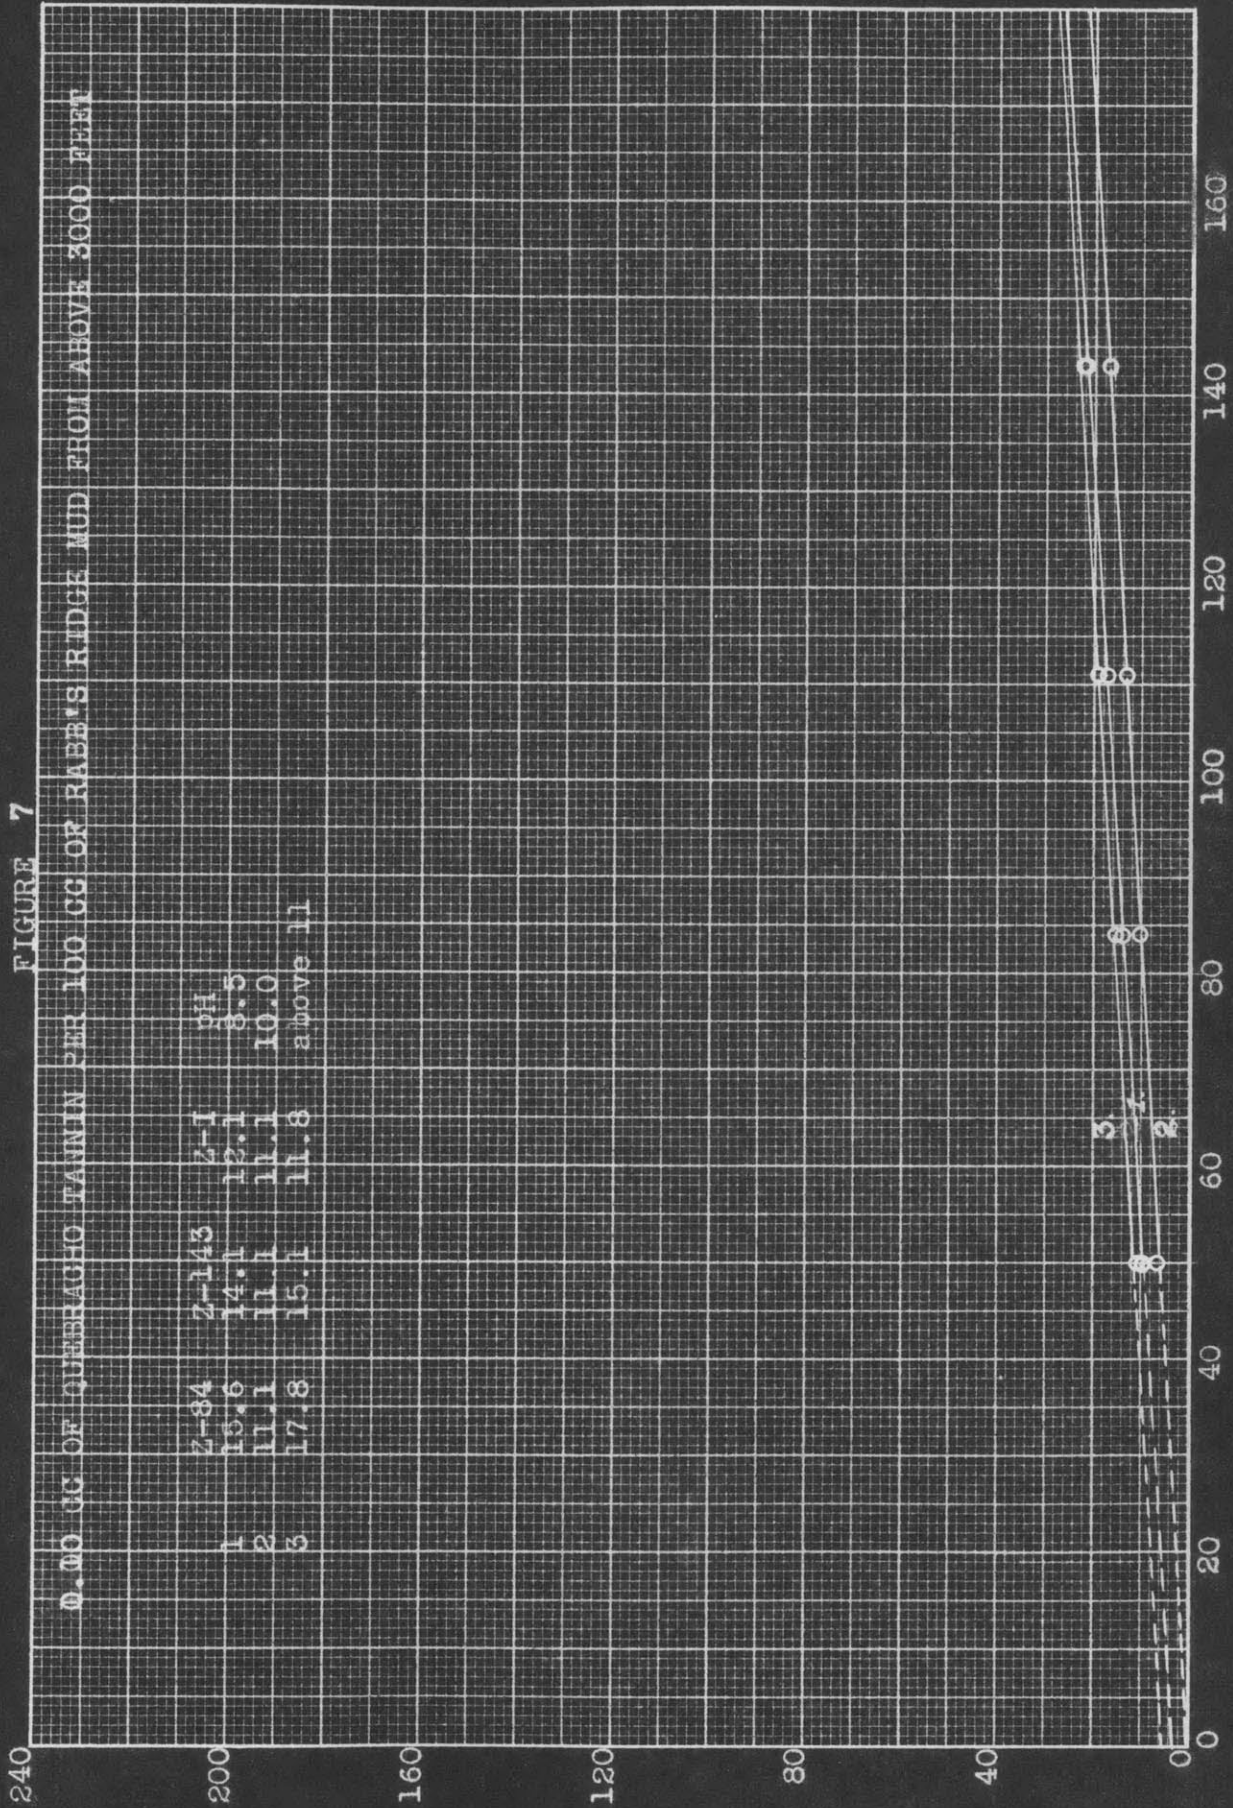 FIGURE 7
0.00 CC OF QUEBRACHO TANNIN PER 100 CC OF RABB'S RIDGE MUD FROM ABOVE 3000 FEET
Z-84 Z-143 Z-I pH
1 15.6 14.1 12.1 8.5
2 11.1 11.1 11.1 10.0
3 17.8 15.1 11.8 above 11
240
200
160
120
80
40
0
3.
1.
2.
0 20 40 60 80 100 120 140 160